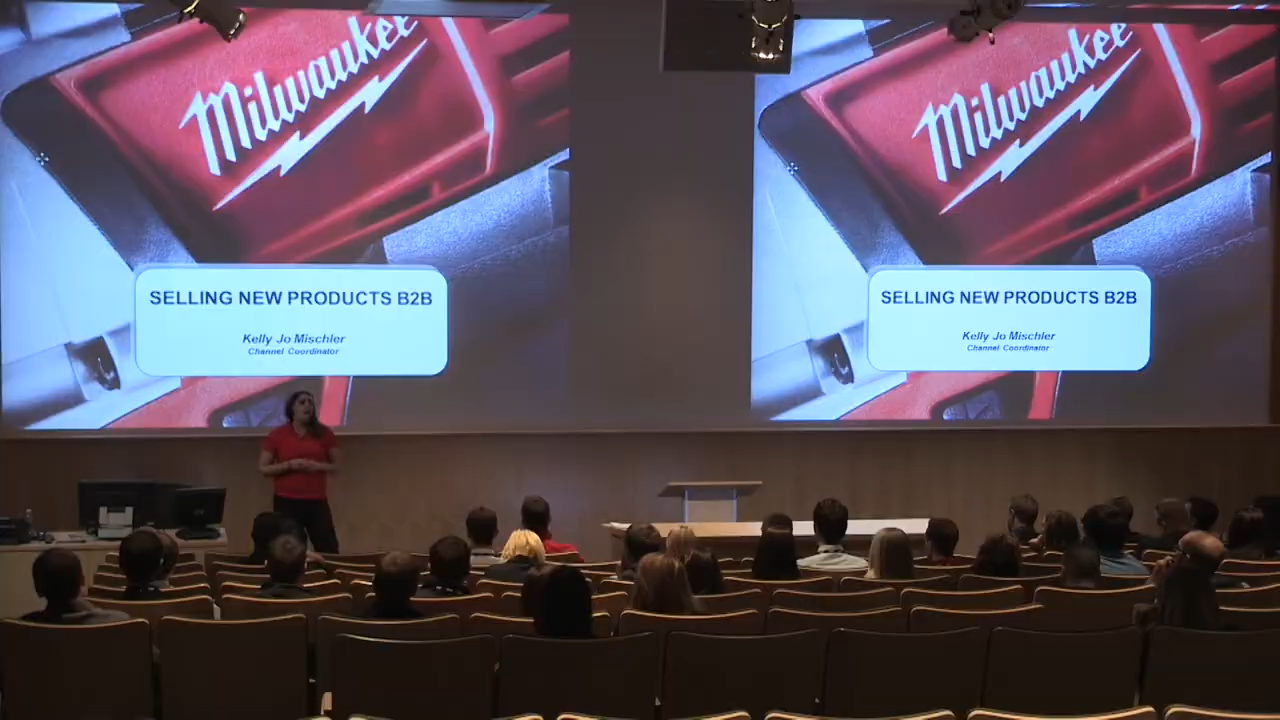 Milwaukee
SELLING NEW PRODUCTS B2B
Kelly Jo Mischler
Channel Coordinator
Milwaukee
SELLING NEW PRODUCTS B2B
Kelly Jo Mischler
Channel Coordinator